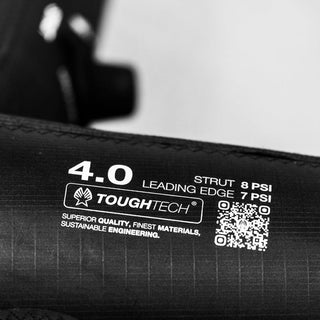 4.0
STRUT 8 PSI
LEADING EDGE 7 PSI
TOUGHTECH®
SUPERIOR QUALITY, FINEST MATERIALS,
SUSTAINABLE ENGINEERING.